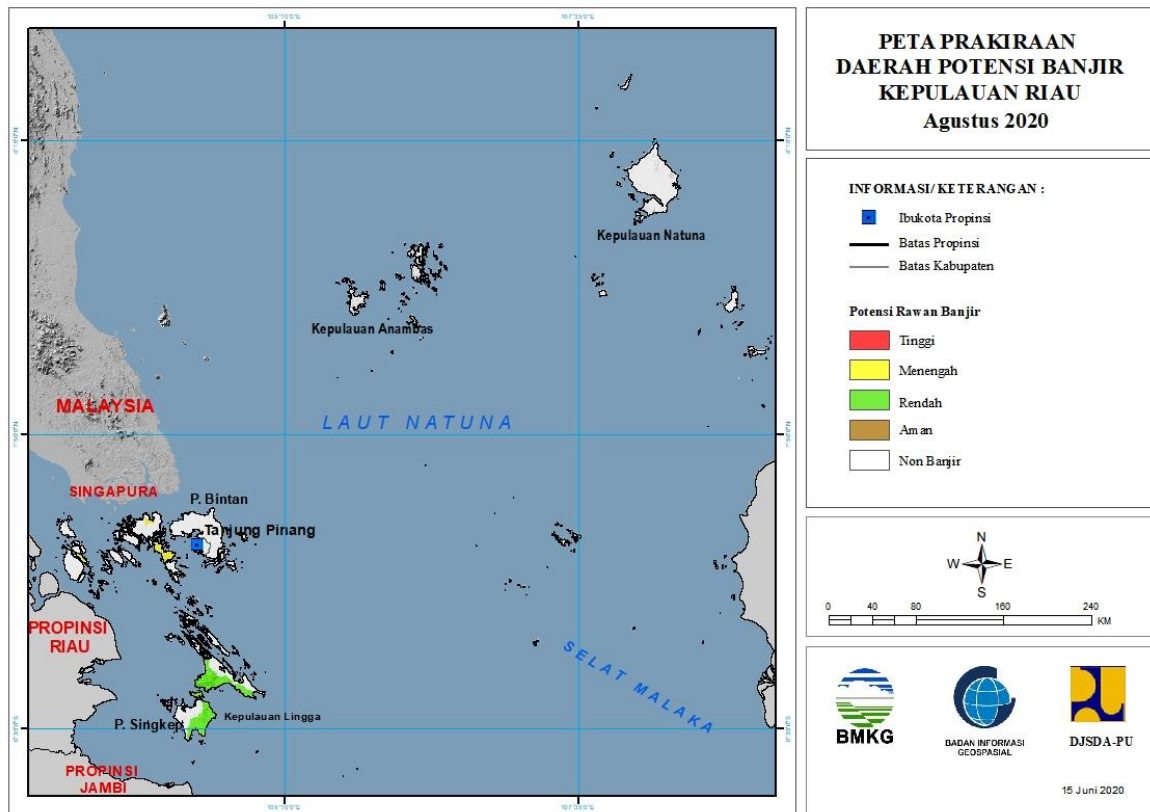 PETA PRAKIRAAN
DAERAH POTENSI BANJIR
KEPULAUAN RIAU
Agustus 2020
INFORMASI/ KETERANGAN :
Ibukota Propinsi
Batas Propinsi
Batas Kabupaten
Potensi Rawan Banjir
Tinggi
Menengah
Rendah
Aman
Non Banjir
N
W E
S
0 40 80 160 240
KM
BMKG
BADAN INFORMASI
GEOSPASIAL
DJSDA-PU
15 Juni 2020
Kepulauan Natuna
Kepulauan Anambas
MALAYSIA
LAUT NATUNA
SINGAPURA
P. Bintan
Tanjung Pinang
PROPINSI
RIAU
SELAT MALAKA
P. Singkep
Kepulauan Lingga
PROPINSI
JAMBI